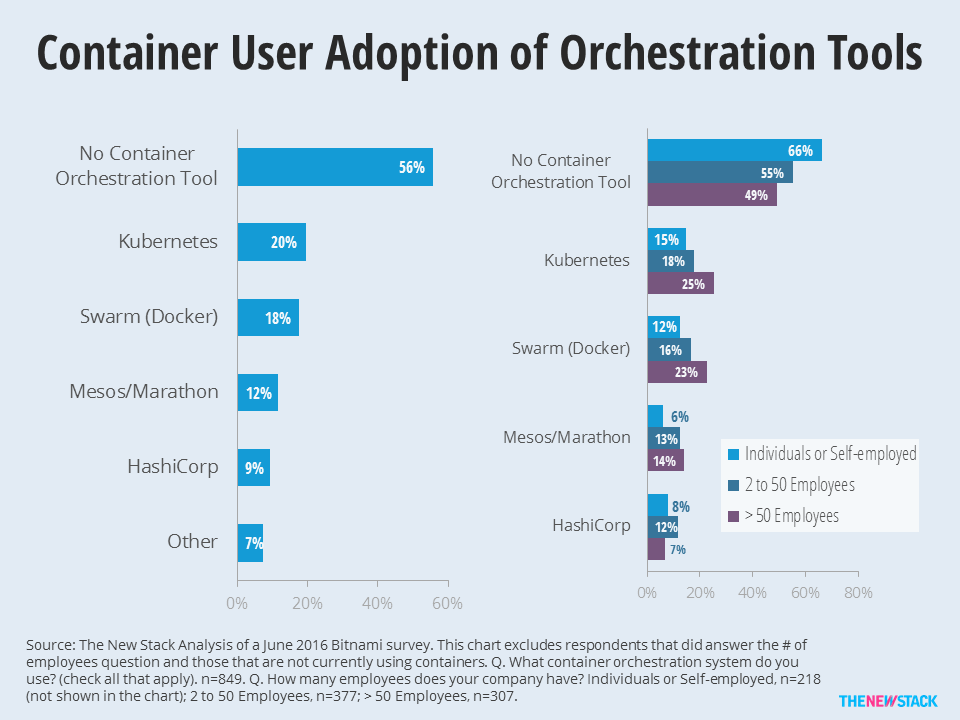 Container User Adoption of Orchestration Tools
No Container
Orchestration Tool
56%
Kubernetes
20%
Swarm (Docker)
18%
Mesos/Marathon
12%
HashiCorp
9%
Other
7%
0% 20% 40% 60%
No Container
Orchestration Tool
66%
55%
49%
Kubernetes
15%
18%
25%
Swarm (Docker)
12%
16%
23%
Mesos/Marathon
6%
13%
14%
HashiCorp
8%
12%
7%
Individuals or Self-employed
2 to 50 Employees
> 50 Employees
0% 20% 40% 60% 80%
Source: The New Stack Analysis of a June 2016 Bitnami survey. This chart excludes respondents that did answer the # of
employees question and those that are not currently using containers. Q. What container orchestration system do you
use? (check all that apply). n=849. Q. How many employees does your company have? Individuals or Self-employed, n=218
(not shown in the chart); 2 to 50 Employees, n=377; > 50 Employees, n=307.
THENEWSTACK